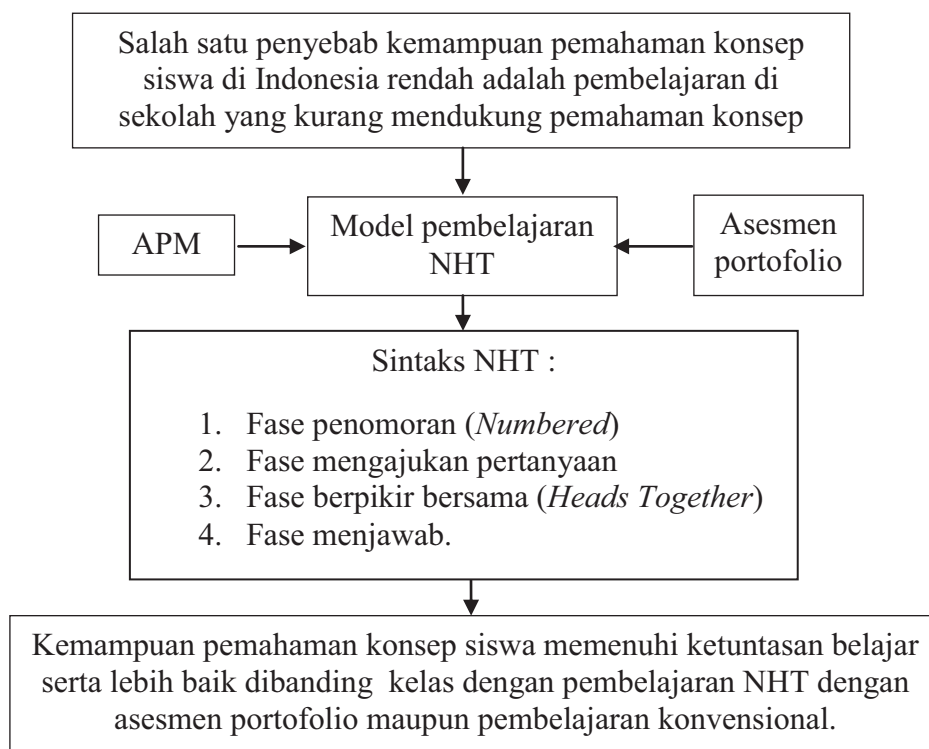 Salah satu penyebab kemampuan pemahaman konsep
siswa di Indonesia rendah adalah pembelajaran di
sekolah yang kurang mendukung pemahaman konsep
APM
Model pembelajaran
NHT
Asesmen
portofolio
Sintaks NHT :
1. Fase penomoran (Numbered)
2. Fase mengajukan pertanyaan
3. Fase berpikir bersama (Heads Together)
4. Fase menjawab.
Kemampuan pemahaman konsep siswa memenuhi ketuntasan belajar
serta lebih baik dibanding kelas dengan pembelajaran NHT dengan
asesmen portofolio maupun pembelajaran konvensional.